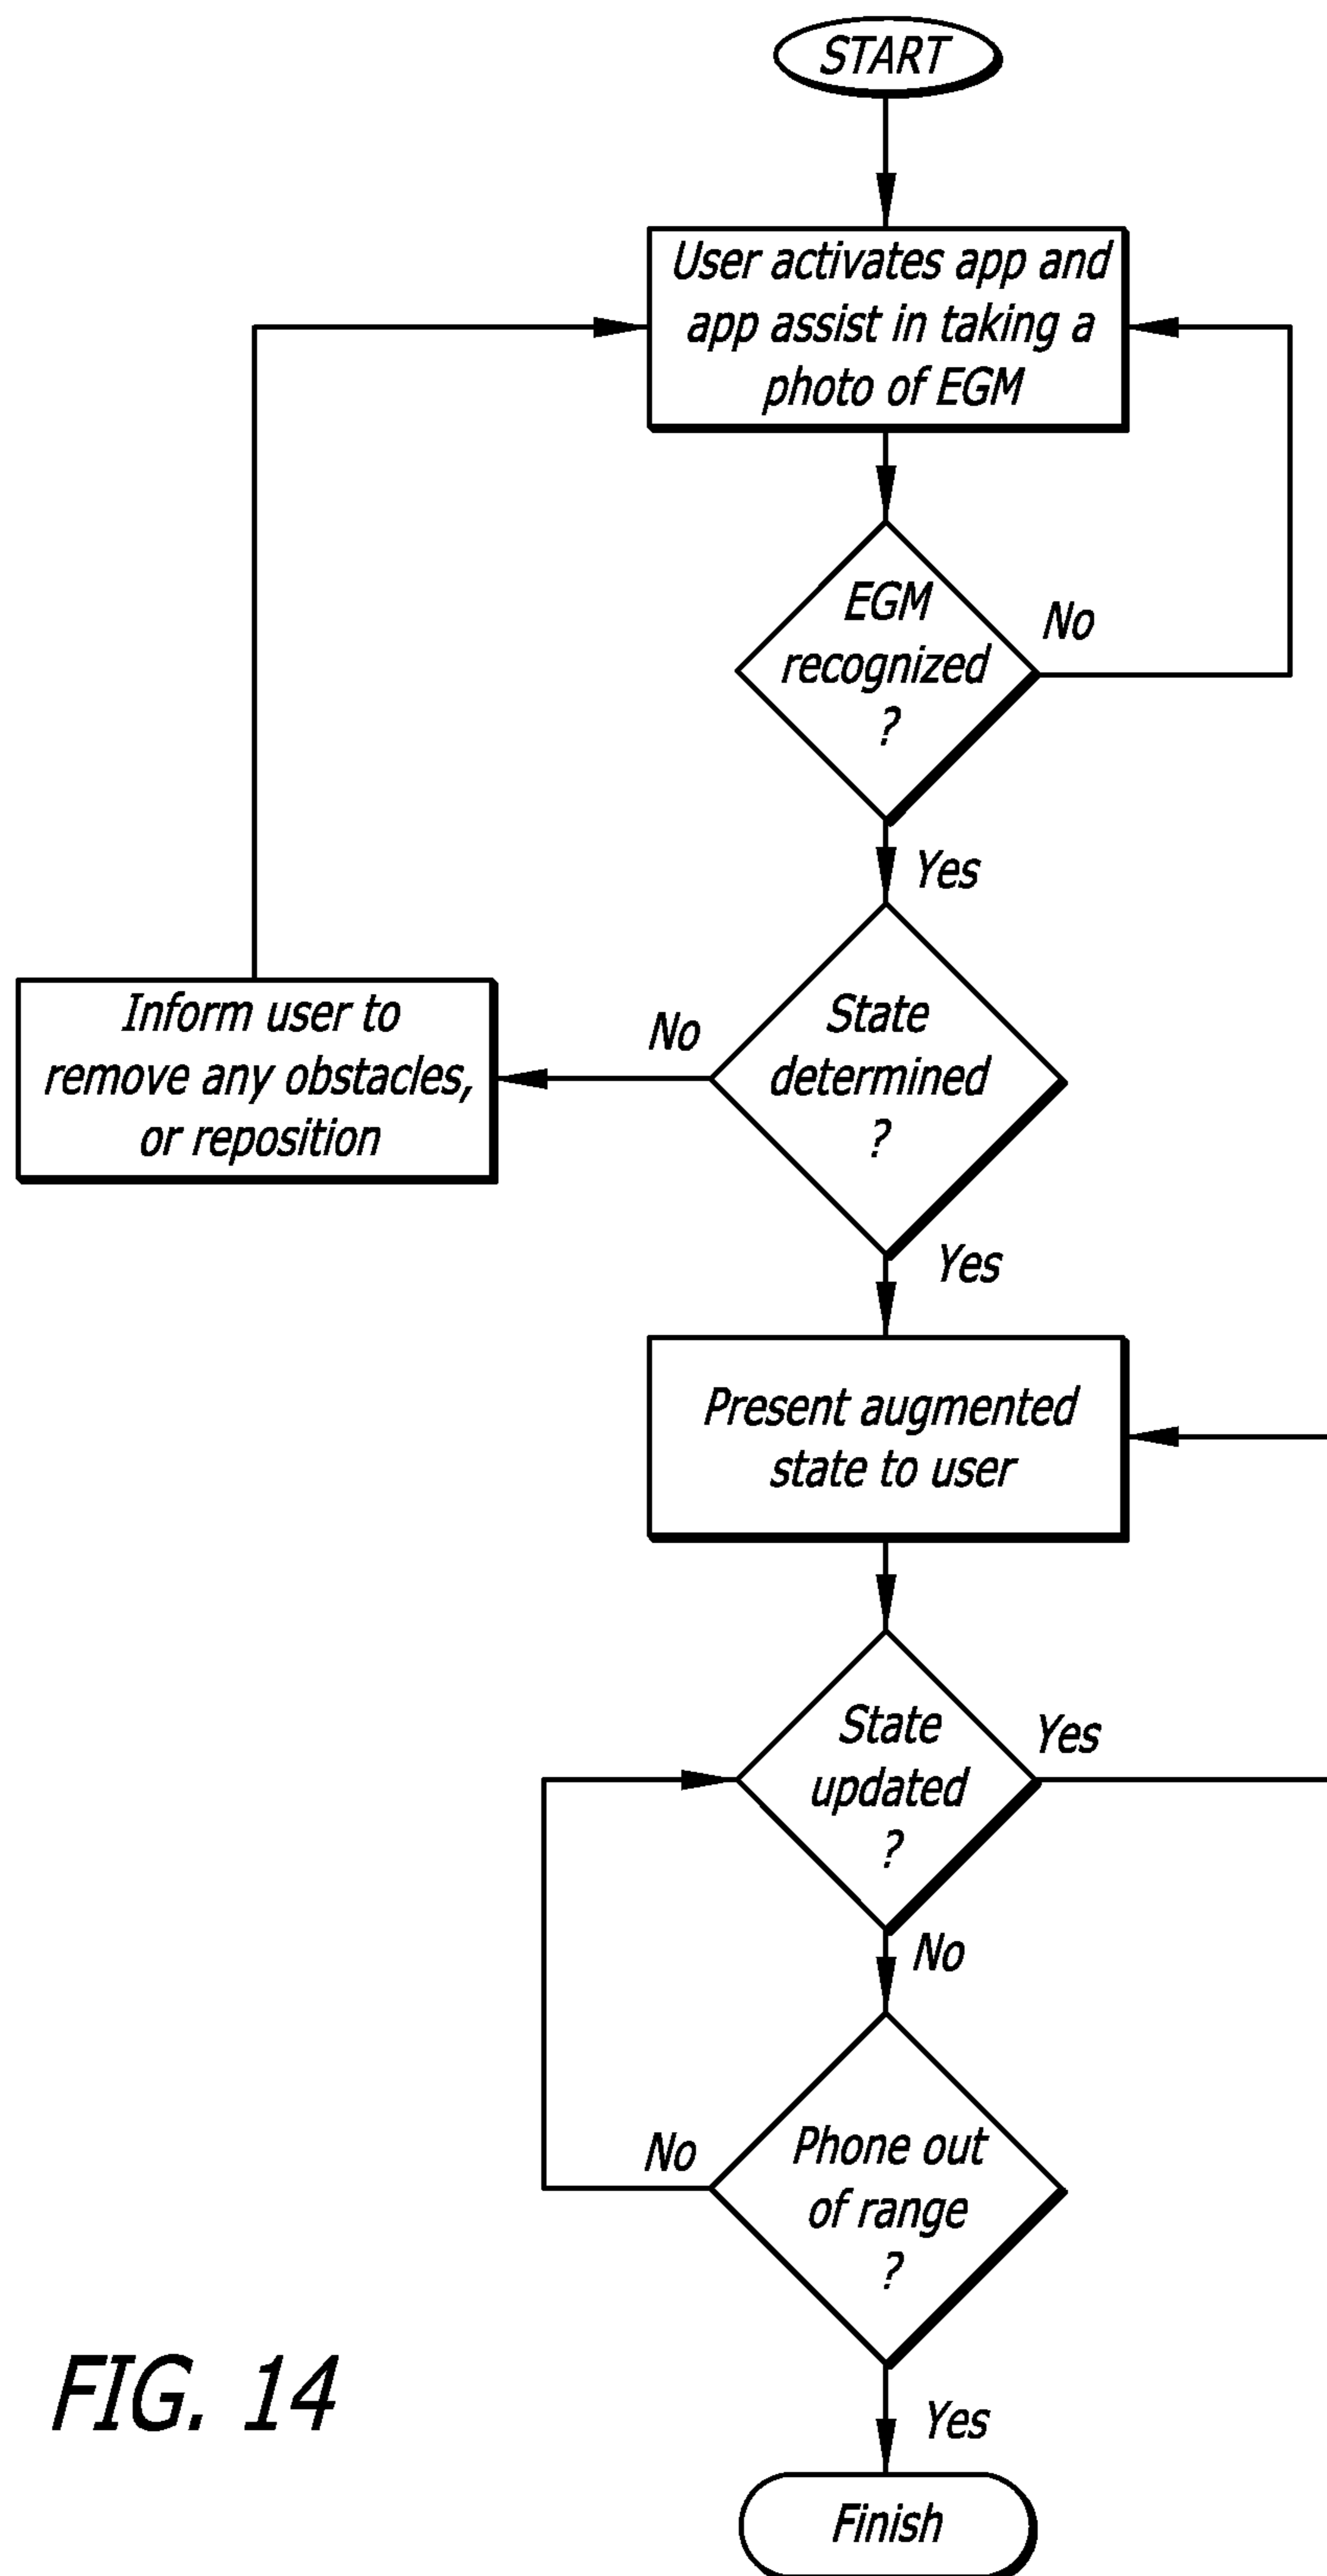 START
User activates app and
app assist in taking a
photo of EGM
EGM
recognized
?
No
Yes
State
determined
?
No
Inform user to
remove any obstacles,
or reposition
Yes
Present augmented
state to user
State
updated
?
Yes
No
Phone out
of range
?
No
Yes
Finish
FIG. 14